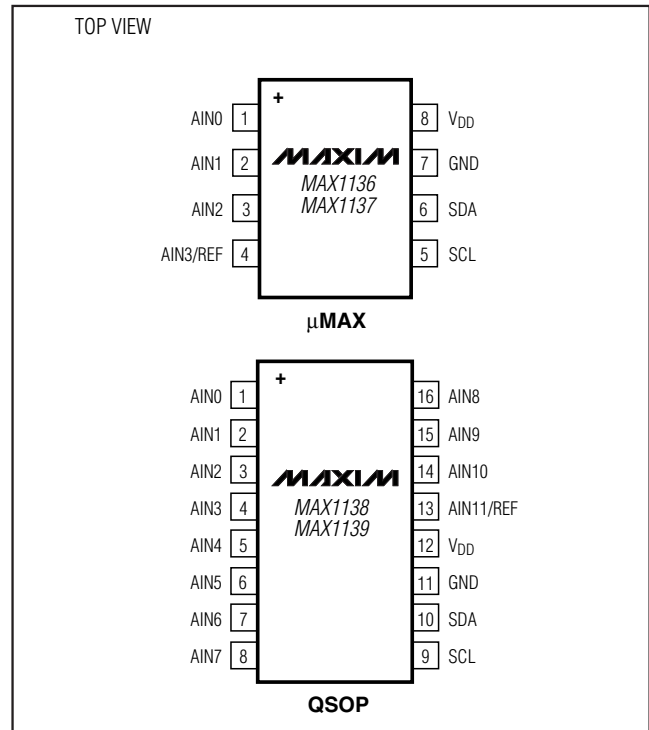 TOP VIEW
+
AIN0 1 8 VDD
AIN1 2 MAXIM 7 GND
MAX1136
MAX1137
AIN2 3 6 SDA
AIN3/REF 4 5 SCL
μMAX
+
AIN0 1 16 AIN8
AIN1 2 15 AIN9
AIN2 3 MAXIM 14 AIN10
AIN3 4 MAX1138 13 AIN11/REF
MAX1139
AIN4 5 12 VDD
AIN5 6 11 GND
AIN6 7 10 SDA
AIN7 8 9 SCL
QSOP